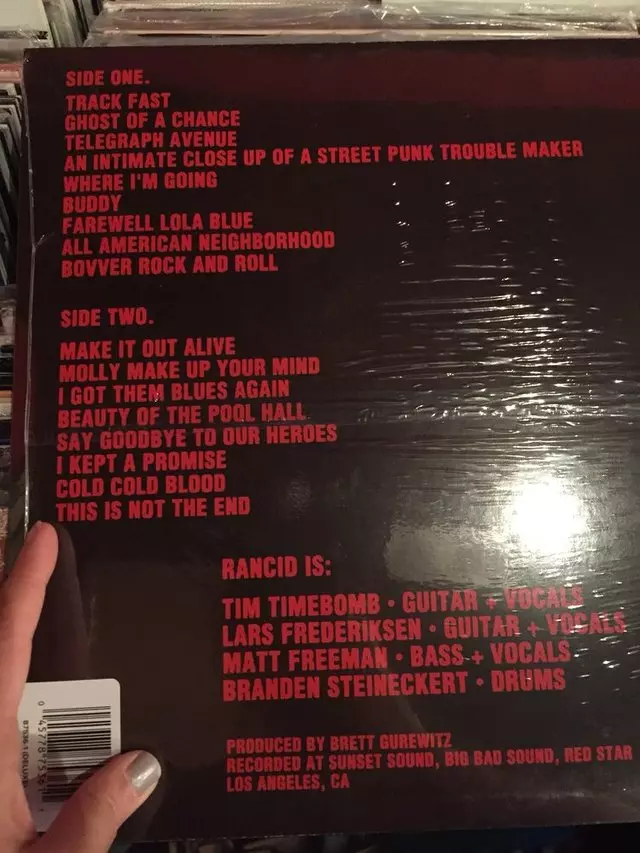 SIDE ONE.
TRACK FAST
GHOST OF A CHANCE
TELEGRAPH AVENUE
AN INTIMATE CLOSE UP OF A STREET PUNK TROUBLE MAKER
WHERE I'M GOING
BUDDY
FAREWELL LOLA BLUE
ALL AMERICAN NEIGHBORHOOD
BOVVER ROCK AND ROLL
SIDE TWO.
MAKE IT OUT ALIVE
MOLLY MAKE UP YOUR MIND
I GOT THEM BLUES AGAIN
BEAUTY OF THE POOL HALL
SAY GOODBYE TO OUR HEROES
I KEPT A PROMISE
COLD COLD BLOOD
THIS IS NOT THE END
RANCID IS:
TIM TIMEBOMB • GUITAR + VOCALS
LARS FREDERIKSEN • GUITAR + VOCALS
MATT FREEMAN • BASS + VOCALS
BRANDEN STEINECKERT • DRUMS
PRODUCED BY BRETT GUREWITZ
RECORDED AT SUNSET SOUND, BIG BAD SOUND, RED STAR
LOS ANGELES, CA